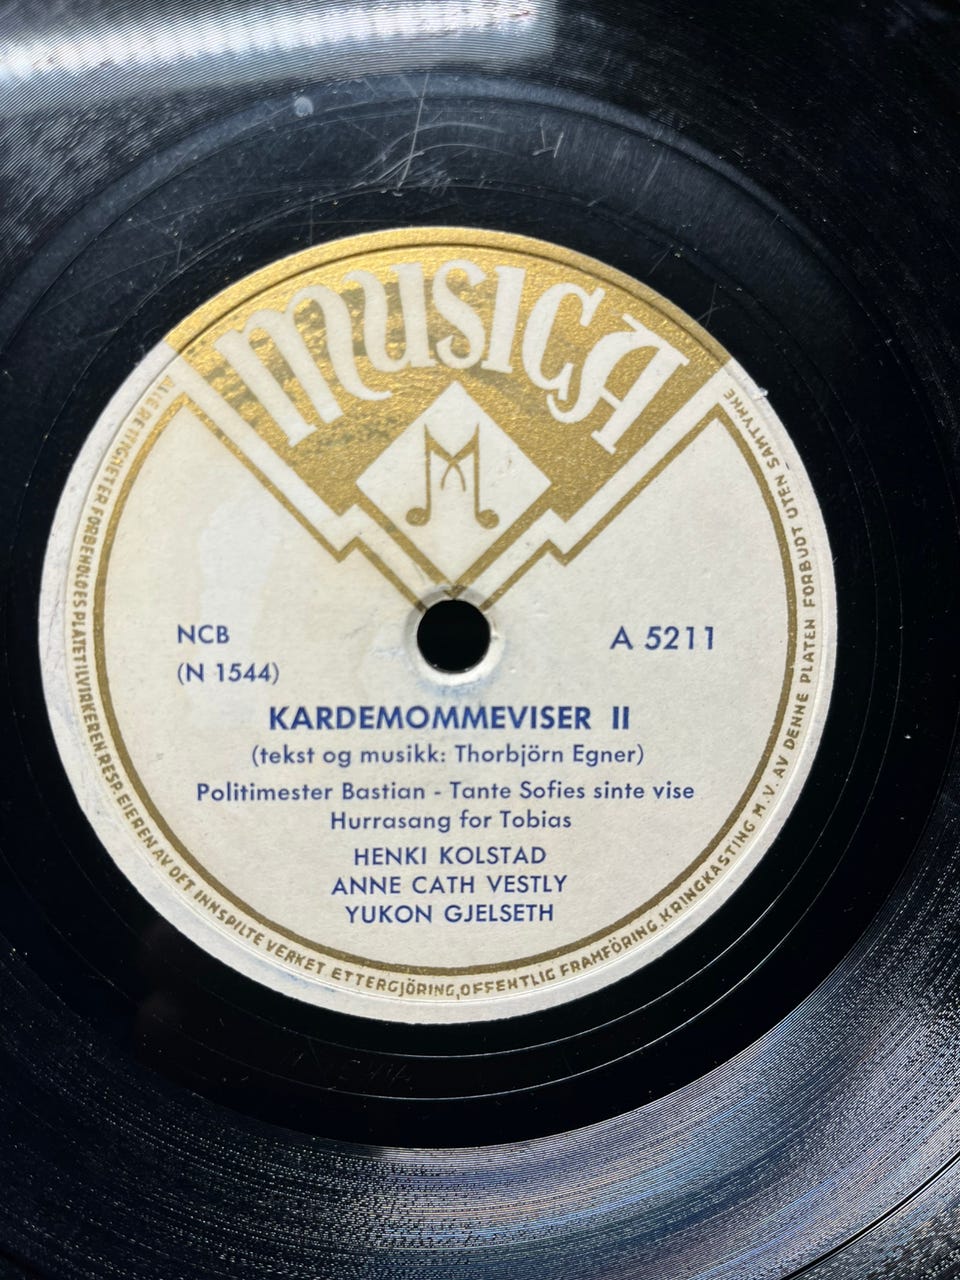 MUSICA
M
NCB
A 5211
(N 1544)
KARDEMOMMEVISER II
(tekst og musikk: Thorbjörn Egner)
Politimester Bastian - Tante Sofies sinte vise
Hurrasang for Tobias
HENKI KOLSTAD
ANNE CATH VESTLY
YUKON GJELSETH
ALLE RETTIGHETER FORBEHOLDES PLATETILVIRKEREN, RESP. EIEREN AV DET INNSPILTE VERKET ETTERGJÖRING, OFFENTLIG FRAMFÖRING, KRINGKASTING M. V. AV DENNE PLATEN FORBUDT UTEN SAMTYKKE